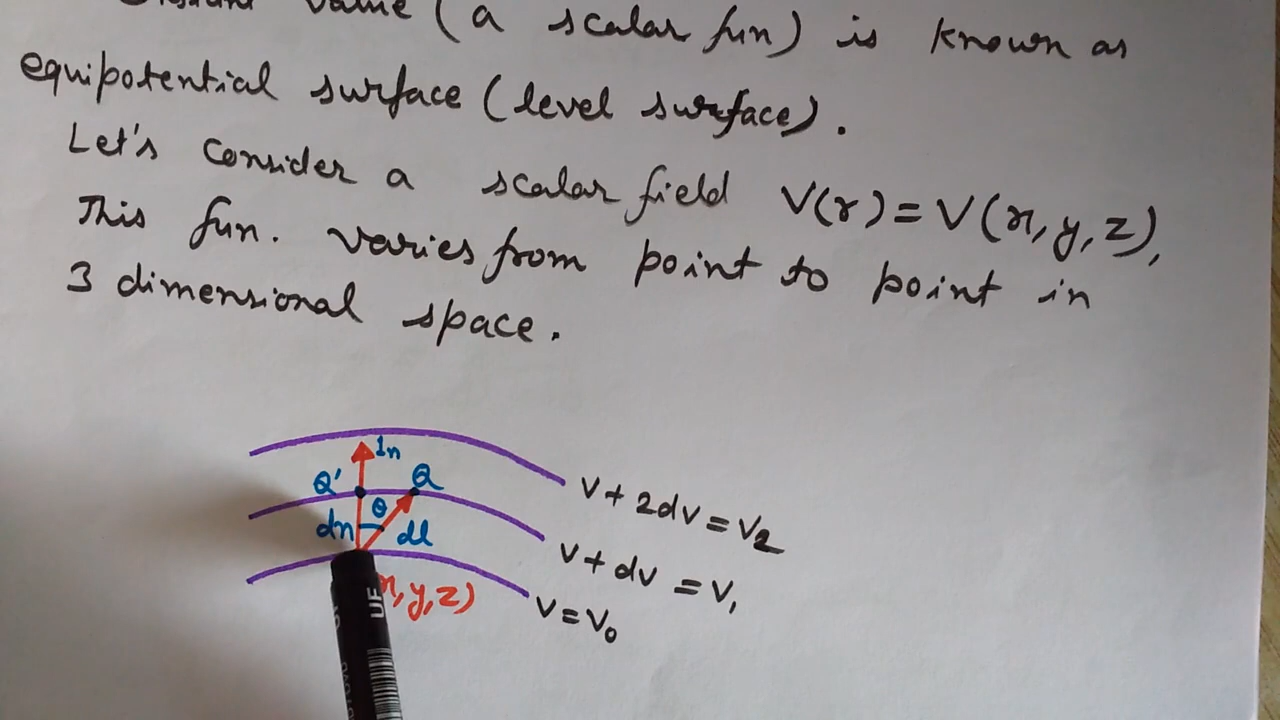 value (a scalar fun) is known as
equipotential surface (level surface).
Let's consider a scalar field V(r) = V(x, y, z),
This fun. varies from point to point in
3 dimensional space.
1n
Q' Q
θ
dn dl
V + 2dv = V2
V + dv = V1
x, y, z)
V = V0
UF